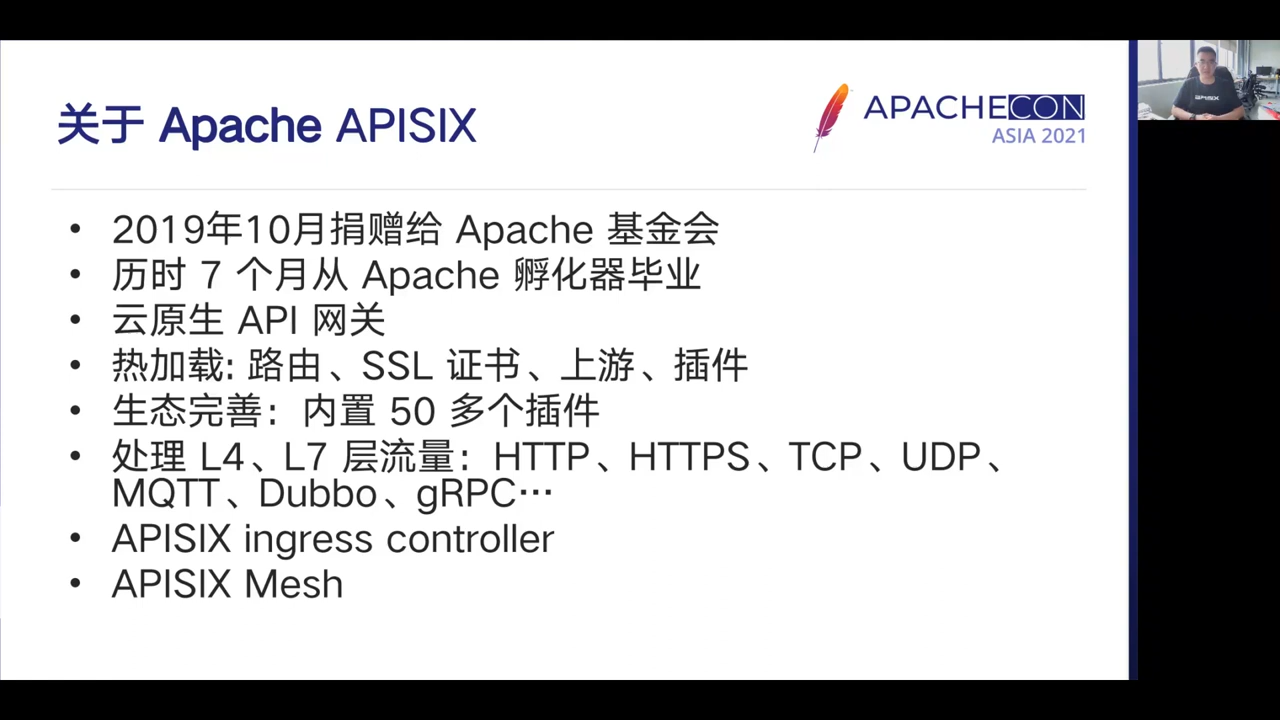 关于 Apache APISIX
APACHECON
ASIA 2021
• 2019年10月捐赠给 Apache 基金会
• 历时 7 个月从 Apache 孵化器毕业
• 云原生 API 网关
• 热加载: 路由、SSL 证书、上游、插件
• 生态完善：内置 50 多个插件
• 处理 L4、L7 层流量：HTTP、HTTPS、TCP、UDP、
MQTT、Dubbo、gRPC…
• APISIX ingress controller
• APISIX Mesh
APISIX